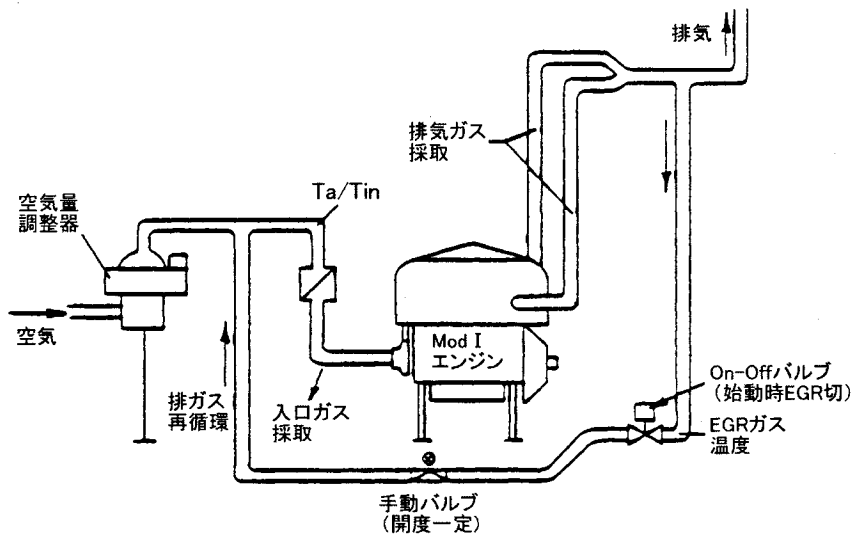 排気
排気ガス
採取
Ta/Tin
空気量
調整器
空気
Mod I
エンジン
排ガス
再循環
入口ガス
採取
On-Offバルブ
(始動時EGR切)
EGRガス
温度
手動バルブ
(開度一定)